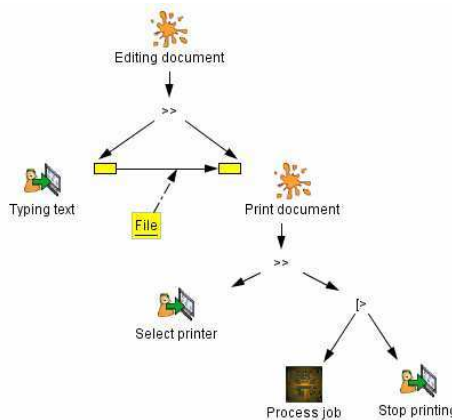 Editing document
>>
Typing text
File
Print document
>>
Select printer
[>
Process job
Stop printing